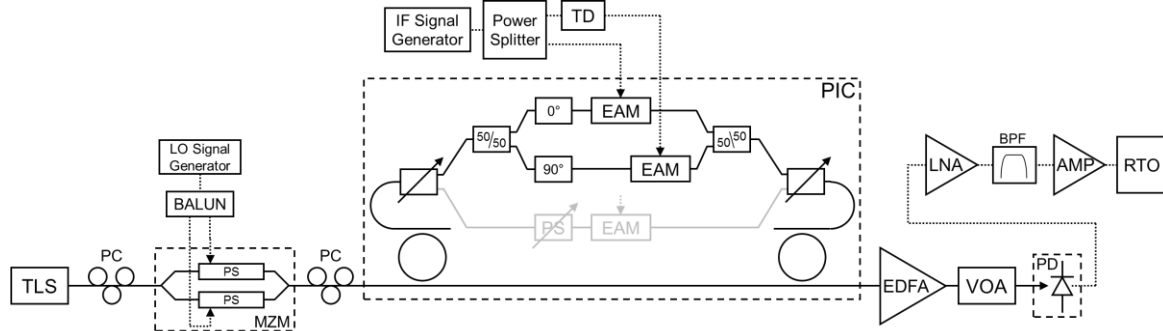 IF Signal
Generator
Power
Splitter
TD
PIC
0°
EAM
50/50
50\50
90°
EAM
PS
EAM
LO Signal
Generator
BALUN
LNA
BPF
AMP
RTO
TLS
PC
PS
PS
MZM
PC
EDFA
VOA
PD